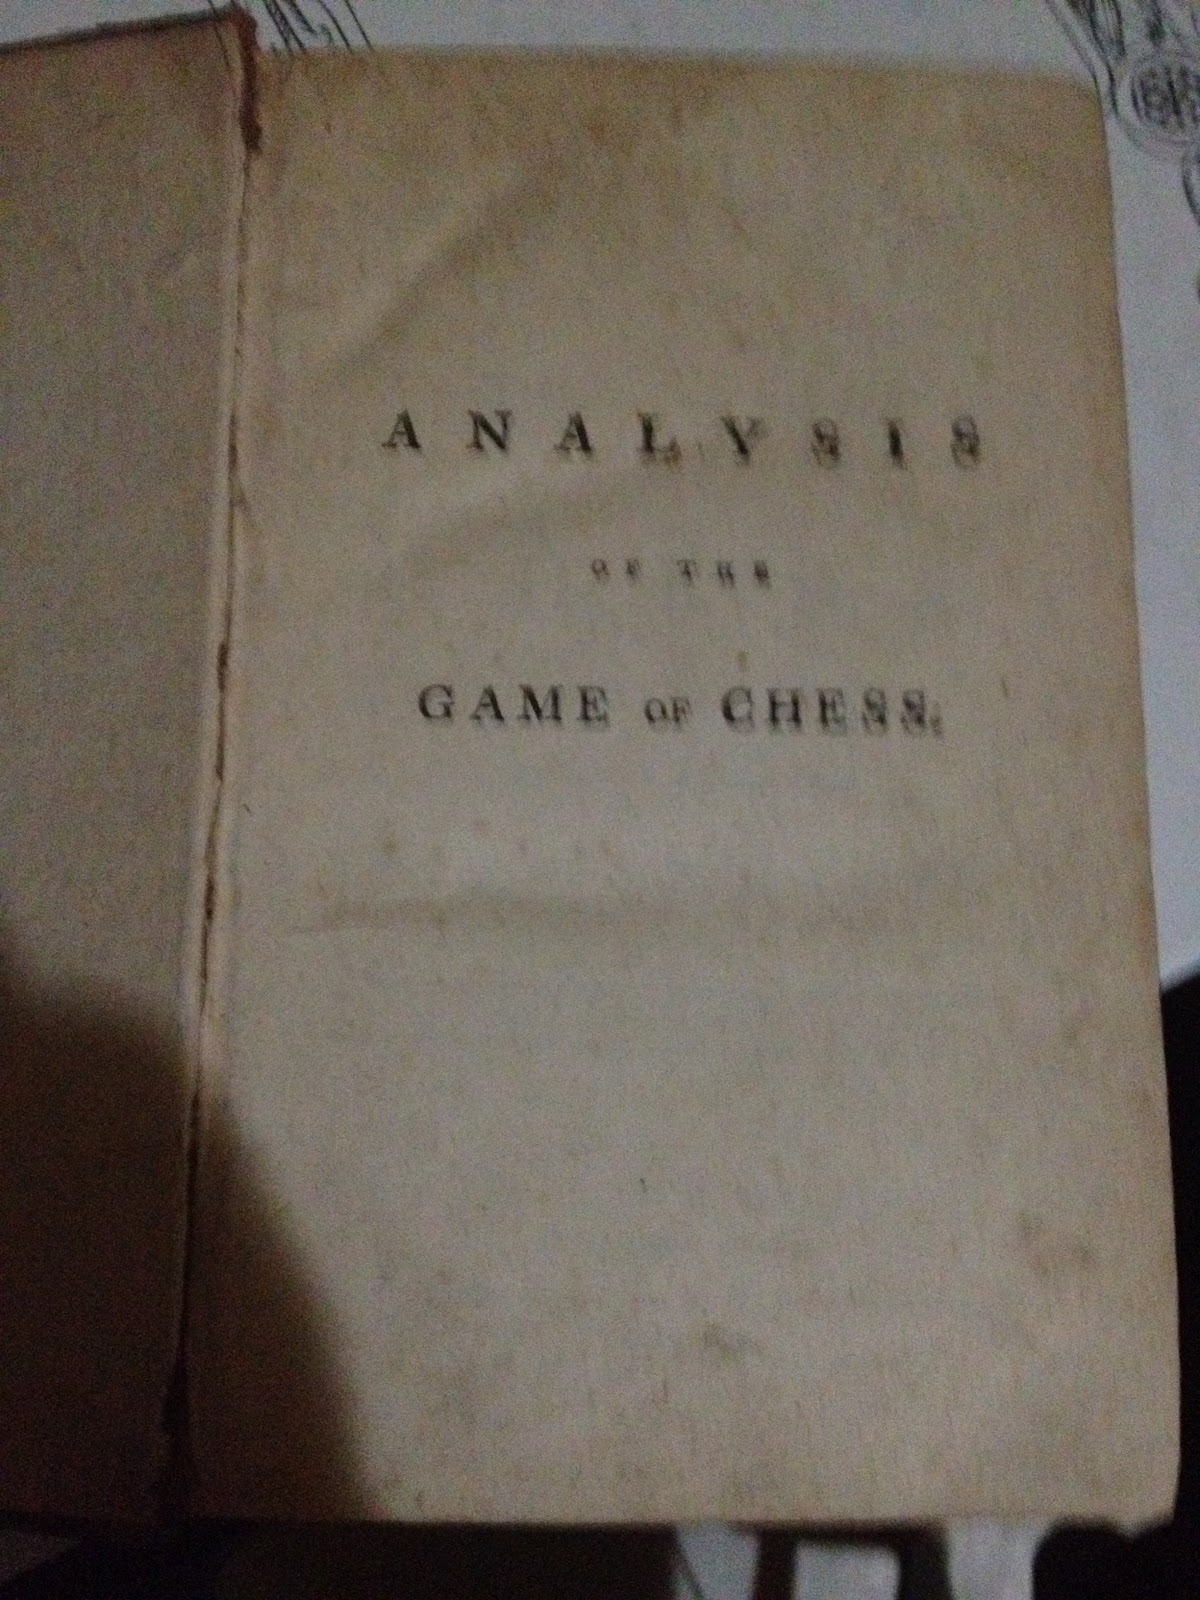 ANALYSIS
OF THE
GAME OF CHESS.